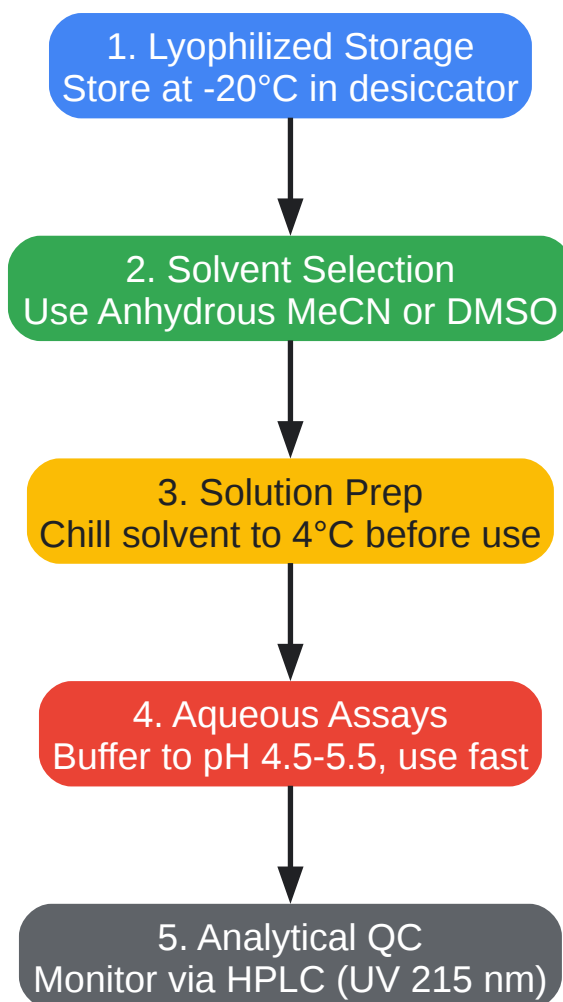 1. Lyophilized Storage
Store at -20°C in desiccator
2. Solvent Selection
Use Anhydrous MeCN or DMSO
3. Solution Prep
Chill solvent to 4°C before use
4. Aqueous Assays
Buffer to pH 4.5-5.5, use fast
5. Analytical QC
Monitor via HPLC (UV 215 nm)